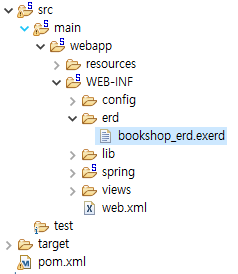 src
main
webapp
resources
WEB-INF
config
erd
bookshop_erd.exerd
lib
spring
views
web.xml
test
target
pom.xml